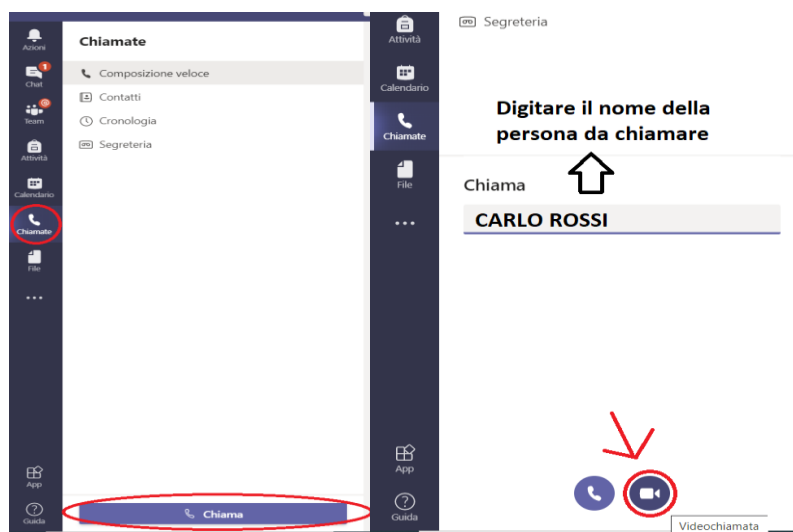 Azioni
1
Chat
@
Team
Attività
Calendario
Chiamate
File
App
Guida
Chiamate
Composizione veloce
Contatti
Cronologia
Segreteria
Chiama
Attività
Calendario
Chiamate
File
App
Guida
Segreteria
Digitare il nome della
persona da chiamare
Chiama
CARLO ROSSI
Videochiamata